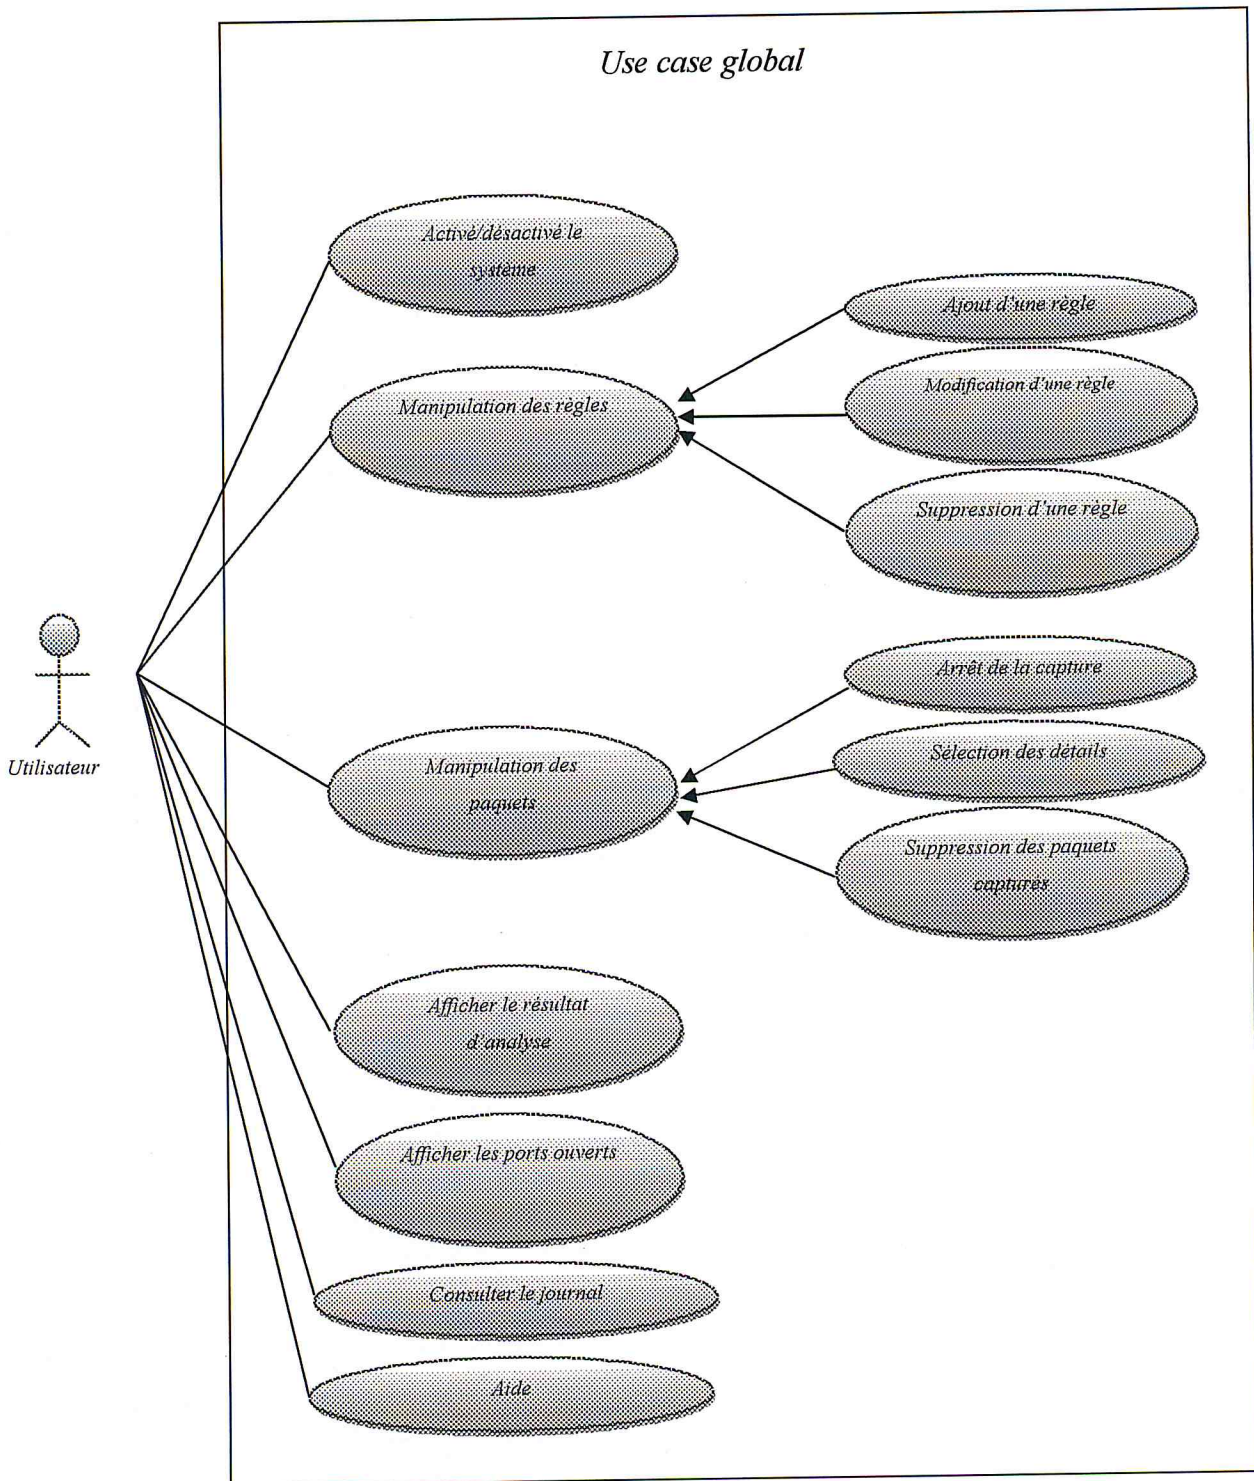 Use case global
Activé/désactivé le
système
Ajout d'une règle
Manipulation des règles
Modification d'une règle
Suppression d'une règle
Utilisateur
Arrêt de la capture
Manipulation des
paquets
Sélection des détails
Suppression des paquets
capturés
Afficher le résultat
d'analyse
Afficher les ports ouverts
Consulter le journal
Aide